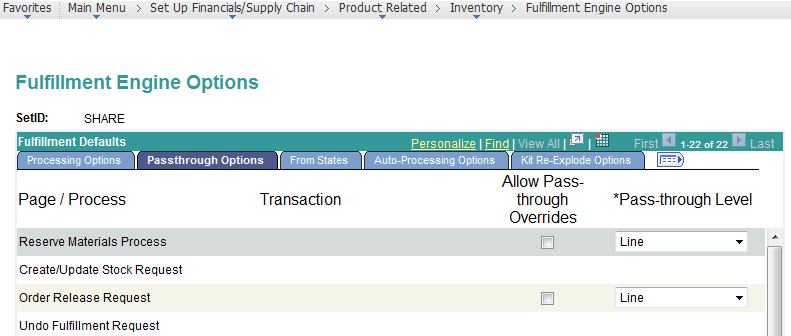 Favorites Main Menu > Set Up Financials/Supply Chain > Product Related > Inventory > Fulfillment Engine Options
Fulfillment Engine Options
SetID: SHARE
Fulfillment Defaults Personalize | Find | View All | | First 1-22 of 22 Last
Processing Options Passthrough Options From States Auto-Processing Options Kit Re-Explode Options
Page / Process Transaction Allow Pass-through Overrides *Pass-through Level
Reserve Materials Process Line
Create/Update Stock Request
Order Release Request Line
Undo Fulfillment Request